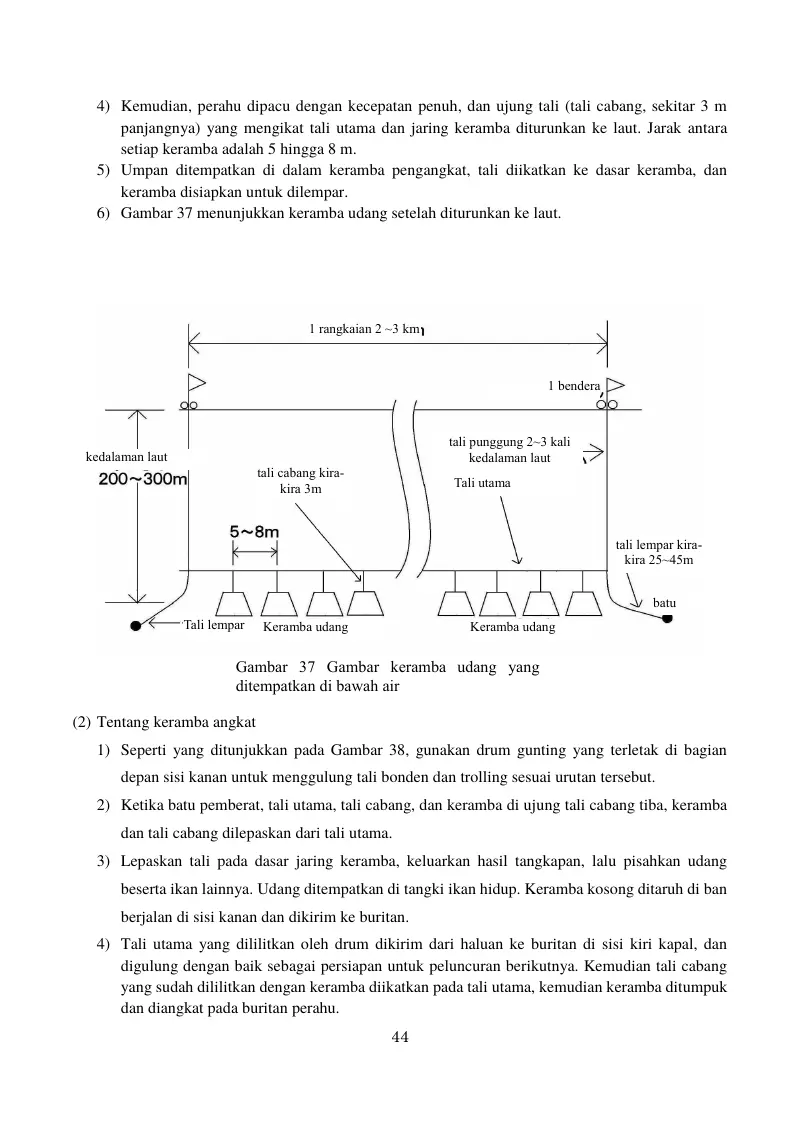 4) Kemudian, perahu dipacu dengan kecepatan penuh, dan ujung tali (tali cabang, sekitar 3 m
panjangnya) yang mengikat tali utama dan jaring keramba diturunkan ke laut. Jarak antara
setiap keramba adalah 5 hingga 8 m.
5) Umpan ditempatkan di dalam keramba pengangkat, tali diikatkan ke dasar keramba, dan
keramba disiapkan untuk dilempar.
6) Gambar 37 menunjukkan keramba udang setelah diturunkan ke laut.
1 rangkaian 2 ~3 km
1 bendera
tali punggung 2~3 kali
kedalaman laut
kedalaman laut
200～300m
tali cabang kira-
kira 3m
Tali utama
5～8m
tali lempar kira-
kira 25~45m
batu
Tali lempar
Keramba udang
Keramba udang
Gambar 37 Gambar keramba udang yang
ditempatkan di bawah air
(2) Tentang keramba angkat
1) Seperti yang ditunjukkan pada Gambar 38, gunakan drum gunting yang terletak di bagian
depan sisi kanan untuk menggulung tali bonden dan trolling sesuai urutan tersebut.
2) Ketika batu pemberat, tali utama, tali cabang, dan keramba di ujung tali cabang tiba, keramba
dan tali cabang dilepaskan dari tali utama.
3) Lepaskan tali pada dasar jaring keramba, keluarkan hasil tangkapan, lalu pisahkan udang
beserta ikan lainnya. Udang ditempatkan di tangki ikan hidup. Keramba kosong ditaruh di ban
berjalan di sisi kanan dan dikirim ke buritan.
4) Tali utama yang dililitkan oleh drum dikirim dari haluan ke buritan di sisi kiri kapal, dan
digulung dengan baik sebagai persiapan untuk peluncuran berikutnya. Kemudian tali cabang
yang sudah dililitkan dengan keramba diikatkan pada tali utama, kemudian keramba ditumpuk
dan diangkat pada buritan perahu.
44